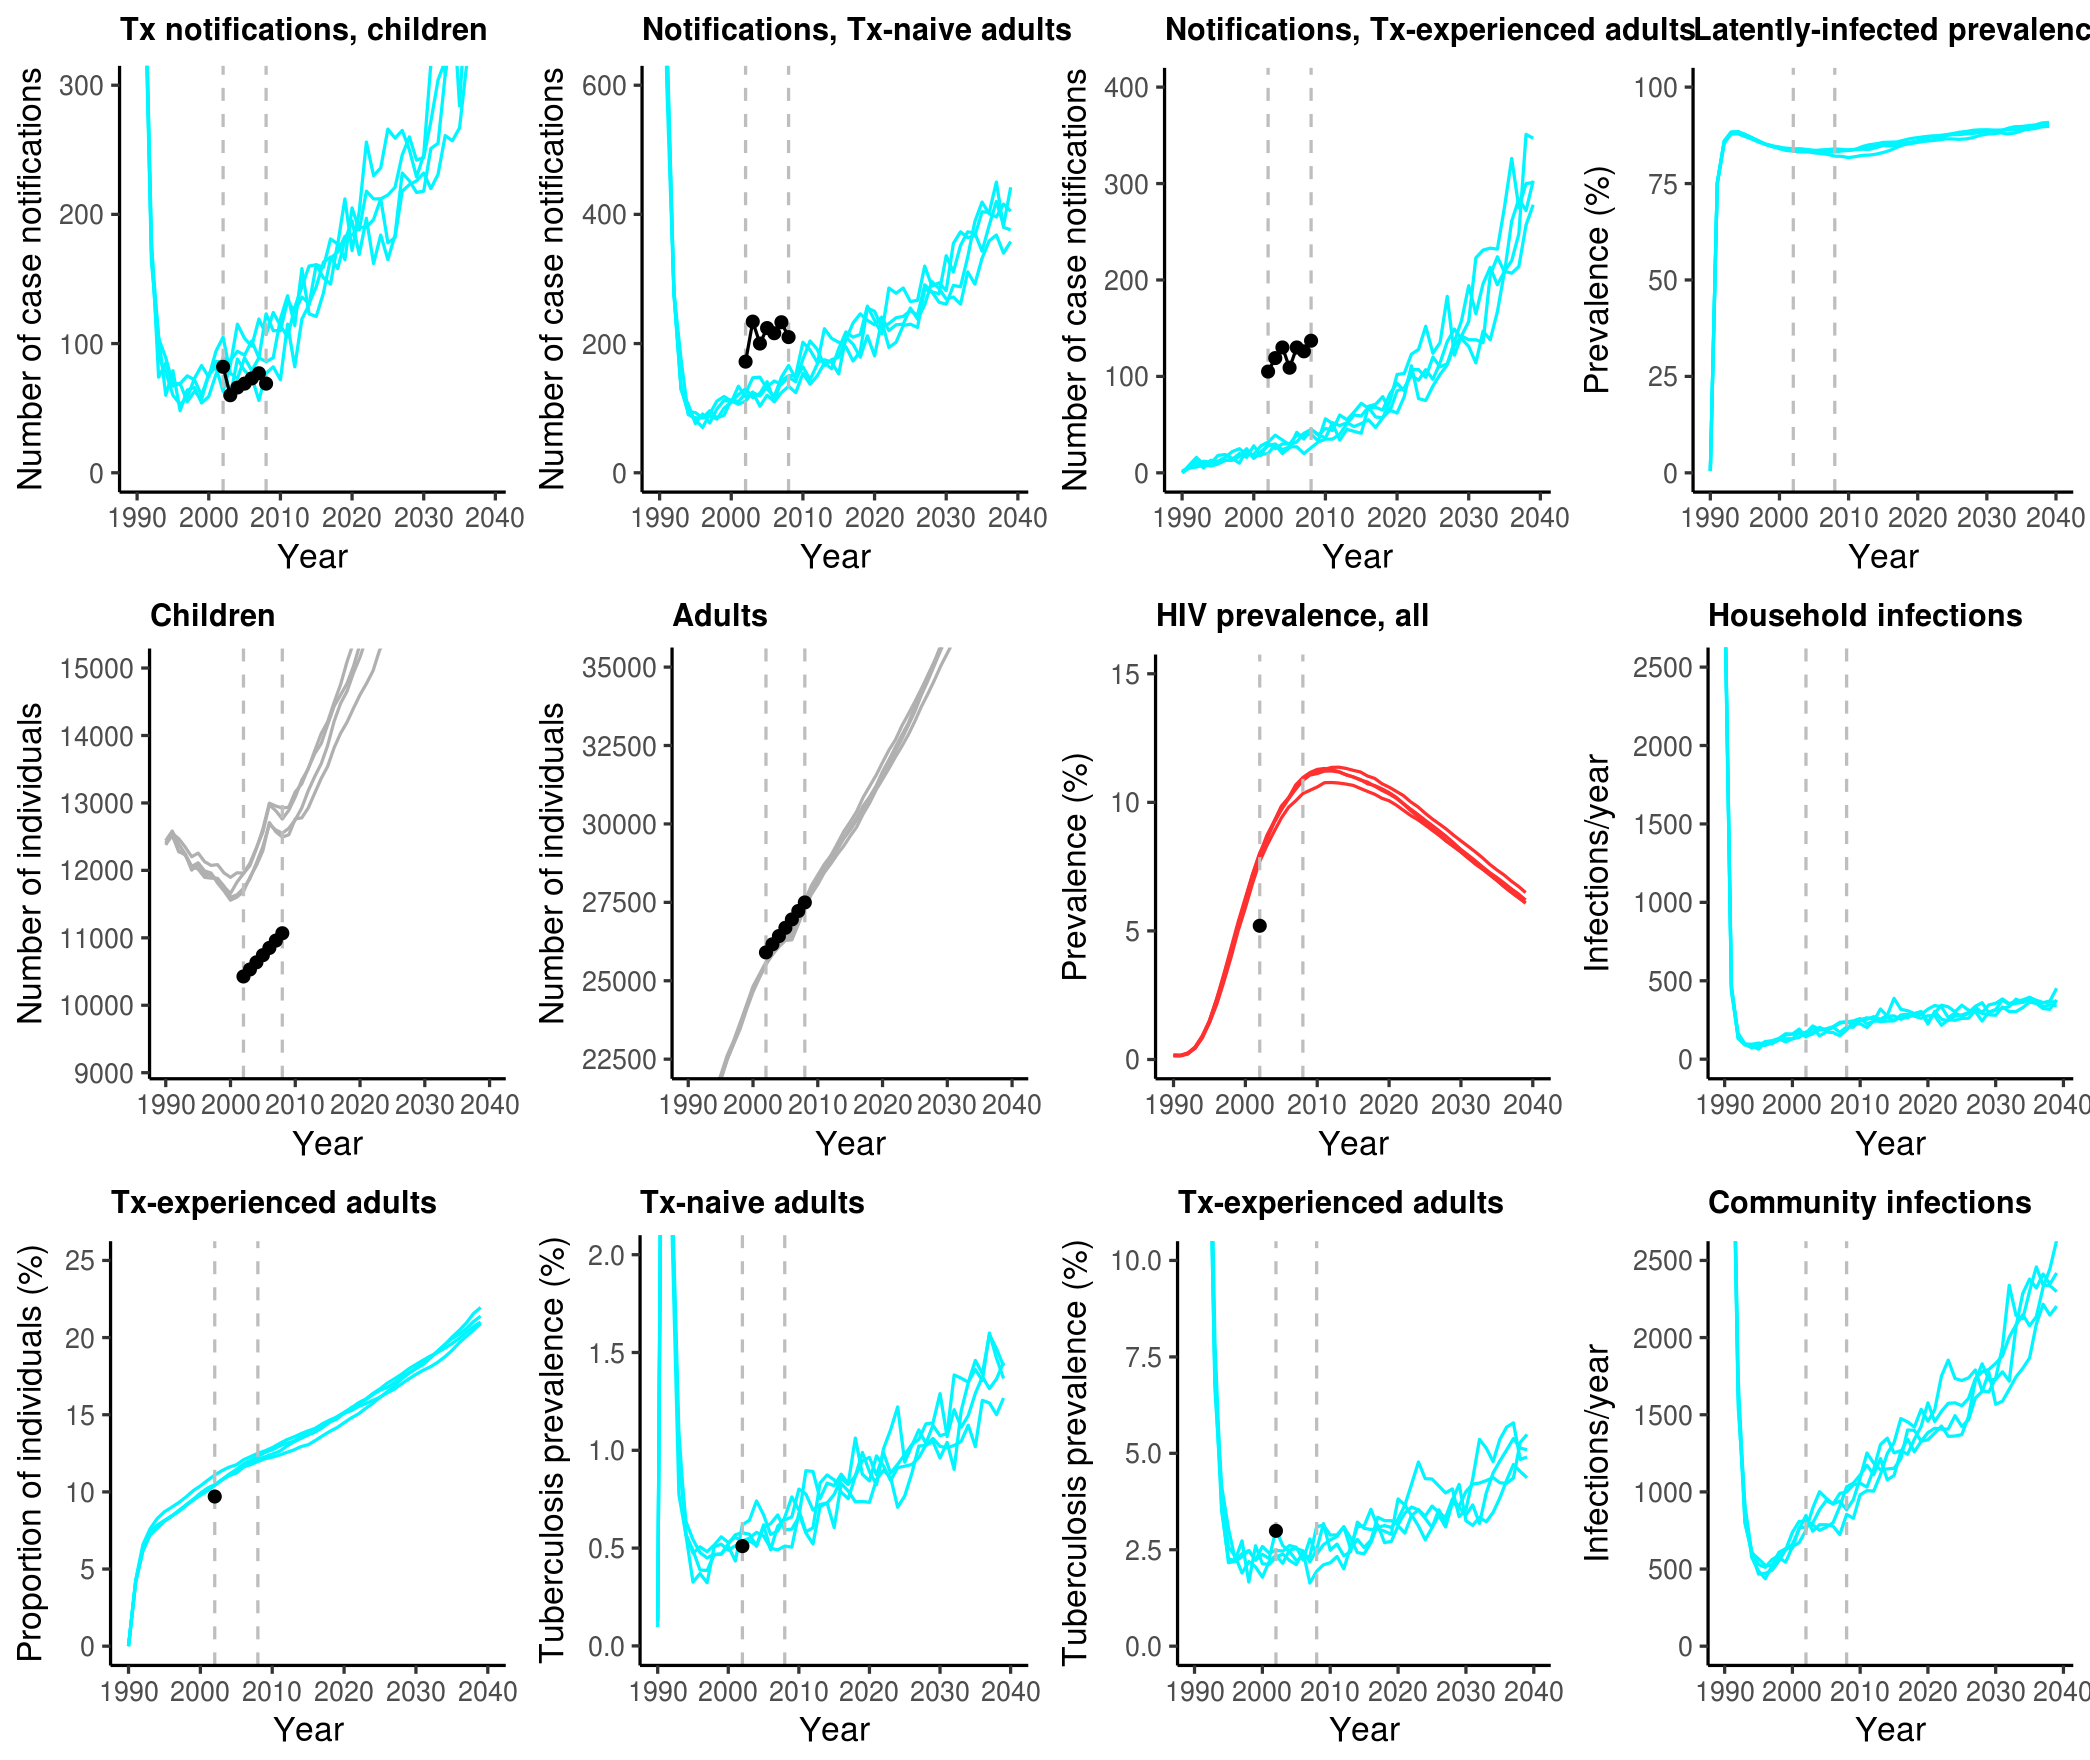 Tx notifications, children
Number of case notifications
300
200
100
0
1990 2000 2010 2020 2030 2040
Year
Notifications, Tx-naive adults
Number of case notifications
600
400
200
0
1990 2000 2010 2020 2030 2040
Year
Notifications, Tx-experienced adults
Number of case notifications
400
300
200
100
0
1990 2000 2010 2020 2030 2040
Year
Latently-infected prevalenc
Prevalence (%)
100
75
50
25
0
1990 2000 2010 2020 2030 2040
Year
Children
Number of individuals
15000
14000
13000
12000
11000
10000
9000
1990 2000 2010 2020 2030 2040
Year
Adults
Number of individuals
35000
32500
30000
27500
25000
22500
1990 2000 2010 2020 2030 2040
Year
HIV prevalence, all
Prevalence (%)
15
10
5
0
1990 2000 2010 2020 2030 2040
Year
Household infections
Infections/year
2500
2000
1500
1000
500
0
1990 2000 2010 2020 2030 2040
Year
Tx-experienced adults
Proportion of individuals (%)
25
20
15
10
5
0
1990 2000 2010 2020 2030 2040
Year
Tx-naive adults
Tuberculosis prevalence (%)
2.0
1.5
1.0
0.5
0.0
1990 2000 2010 2020 2030 2040
Year
Tx-experienced adults
Tuberculosis prevalence (%)
10.0
7.5
5.0
2.5
0.0
1990 2000 2010 2020 2030 2040
Year
Community infections
Infections/year
2500
2000
1500
1000
500
0
1990 2000 2010 2020 2030 2040
Year